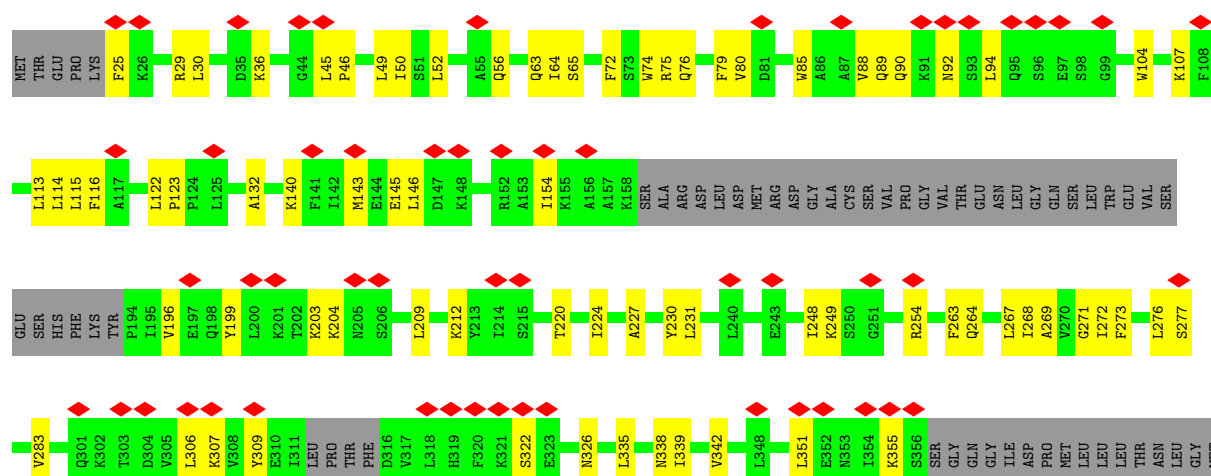 MET THR GLU PRO LYS F25 K26 R29 L30 D35 K36 G44 L45 P46 L49 I50 S51 L52 A55 Q56 Q63 I64 S65 F72 S73 W74 R75 Q76 F79 V80 D81 W85 A86 A87 V88 Q89 Q90 K91 N92 S93 L94 Q95 S96 E97 S98 G99 W104 K107 F108
L113 L114 L115 F116 A117 L122 P123 P124 L125 A132 K140 F141 I142 M143 E144 E145 L146 D147 K148 R152 A153 I154 K155 A156 A157 K158 SER ALA ARG ASP LEU ASP MET ARG ASP GLY ALA CYS SER VAL PRO GLY VAL THR GLU ASN LEU GLY GLN SER LEU TRP GLU VAL SER
GLU SER HIS PHE LYS TYR P194 I195 V196 E197 Q198 Y199 L200 K201 T202 K203 K204 N205 S206 L209 K212 Y213 I214 S215 T220 I224 A227 Y230 L231 L240 E243 I248 K249 S250 G251 R254 F263 Q264 L267 I268 A269 V270 G271 I272 F273 L276 S277
V283 Q301 K302 T303 D304 V305 L306 K307 V308 Y309 E310 I311 LEU PRO THR PHE D316 V317 L318 H319 F320 K321 S322 E323 N326 L335 N338 I339 V342 L348 L351 E352 N353 I354 K355 S356 SER GLY GLN GLY ILE ASP PRO MET LEU LEU LEU THR ASN LEU GLY